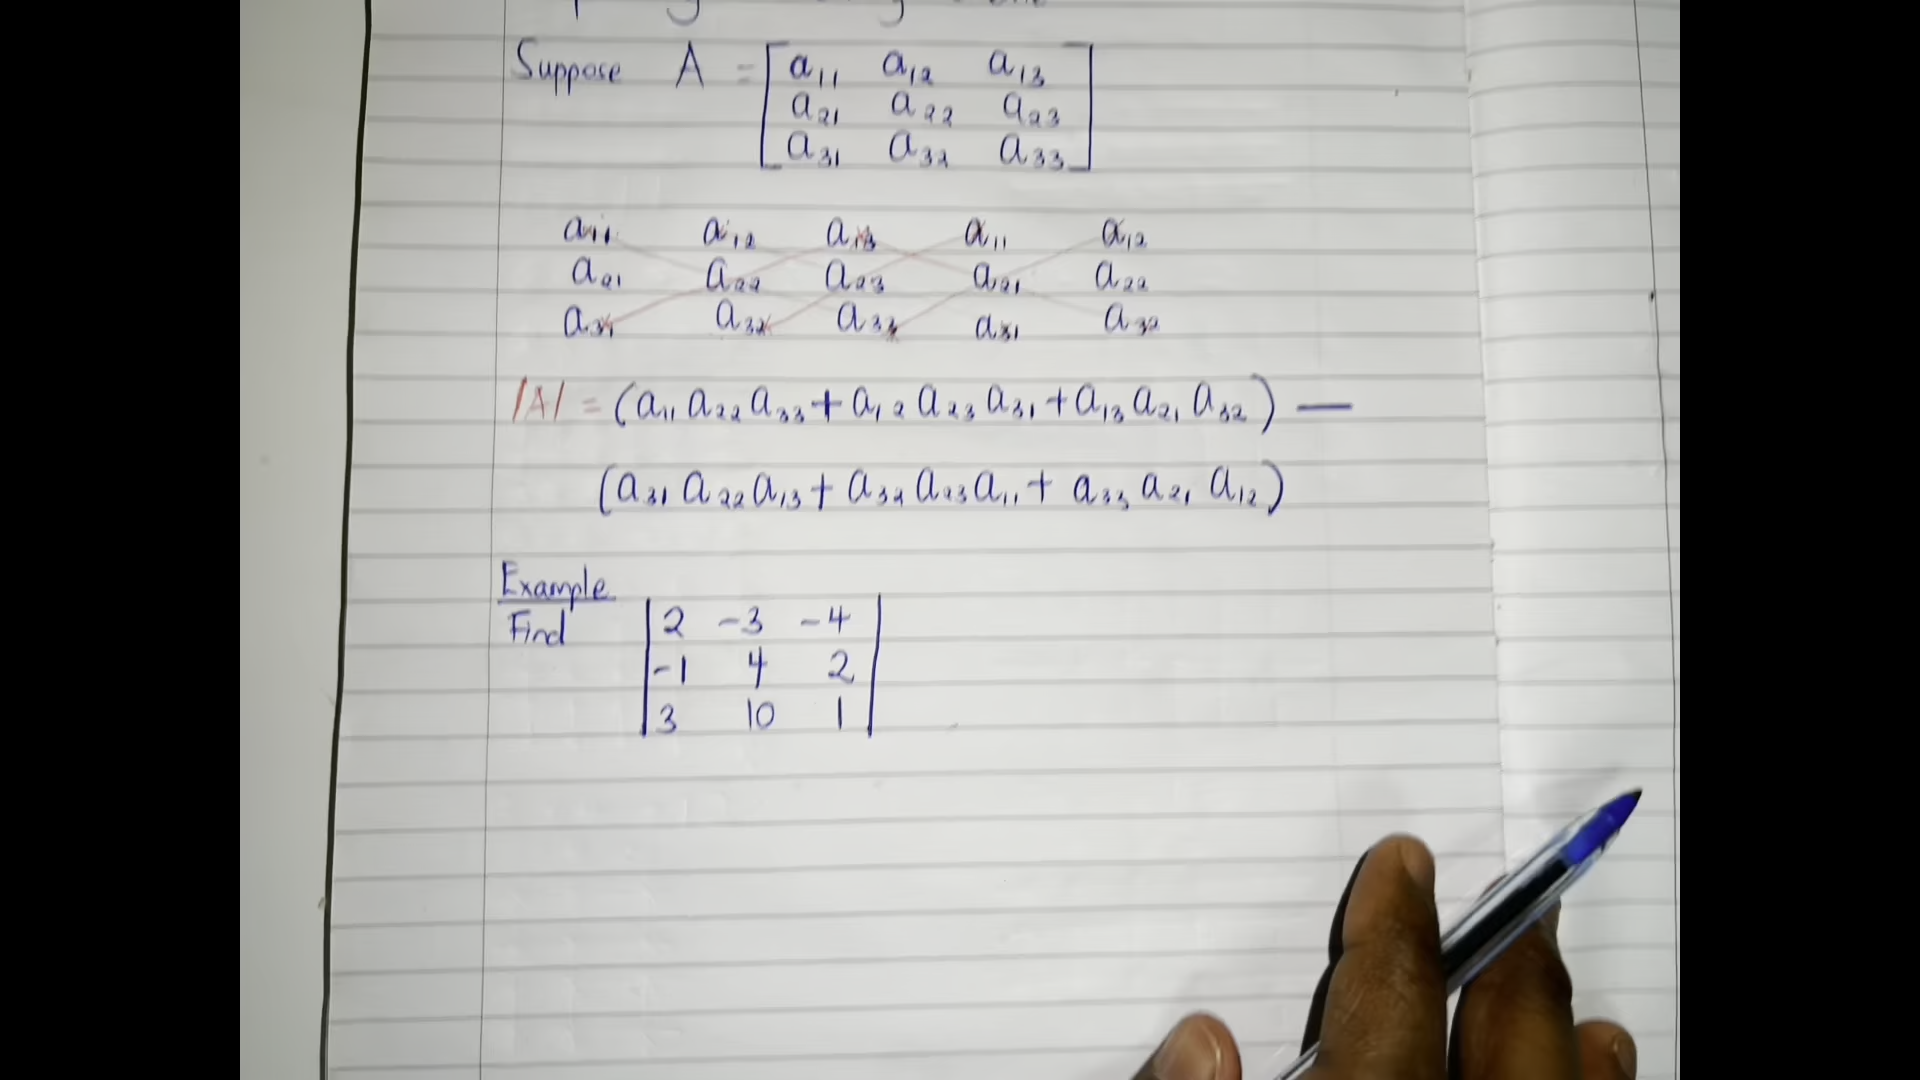 Suppose A = [a11 a12 a13
a21 a22 a23
a31 a32 a33]
a11 a12 a13 a11 a12
a21 a22 a23 a21 a22
a31 a32 a33 a31 a32
|A| = (a11 a22 a33 + a12 a23 a31 + a13 a21 a32) —
(a31 a22 a13 + a32 a23 a11 + a33 a21 a12)
Example
Find |2 -3 -4|
|-1 4 2|
|3 10 1|